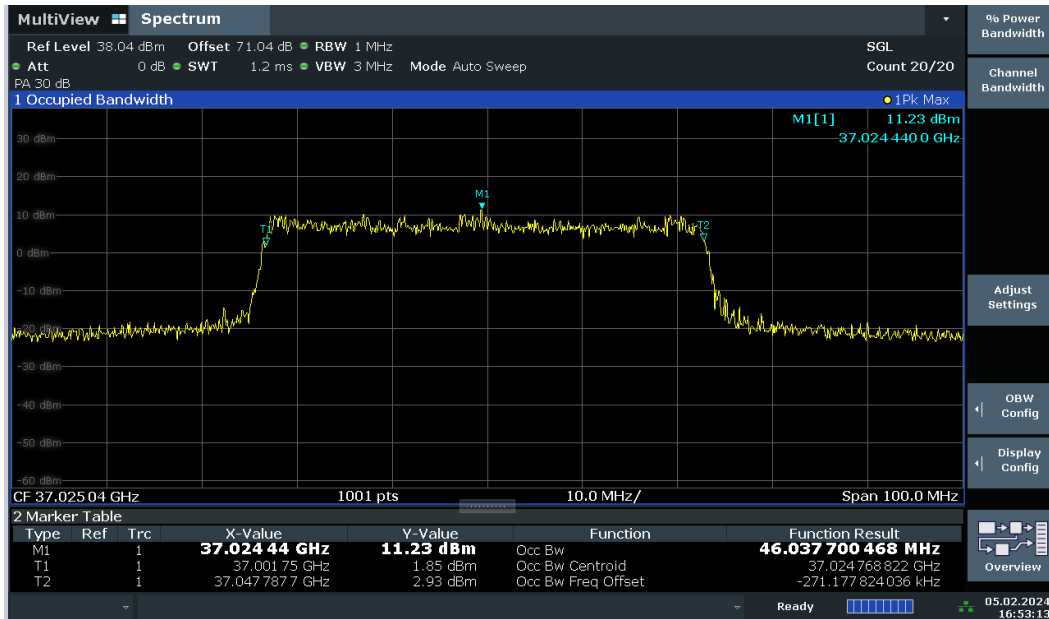 MultiView Spectrum
Ref Level 38.04 dBm Offset 71.04 dB RBW 1 MHz SGL
Att 0 dB SWT 1.2 ms VBW 3 MHz Mode Auto Sweep Count 20/20
PA 30 dB
1 Occupied Bandwidth 1Pk Max
M1[1] 11.23 dBm
37.024 440 0 GHz
30 dBm
20 dBm
M1
10 dBm
T1 T2
0 dBm
-10 dBm
-20 dBm
-30 dBm
-40 dBm
-50 dBm
-60 dBm
CF 37.025 04 GHz 1001 pts 10.0 MHz/ Span 100.0 MHz
2 Marker Table
Type Ref Trc X-Value Y-Value Function Function Result
M1 1 37.024 44 GHz 11.23 dBm Occ Bw 46.037 700 468 MHz
T1 1 37.001 75 GHz 1.85 dBm Occ Bw Centroid 37.024 768 822 GHz
T2 1 37.047 787 7 GHz 2.93 dBm Occ Bw Freq Offset -271.177 824 036 kHz
Ready
05.02.2024
16:53:13
% Power
Bandwidth
Channel
Bandwidth
Adjust
Settings
OBW
Config
Display
Config
Overview